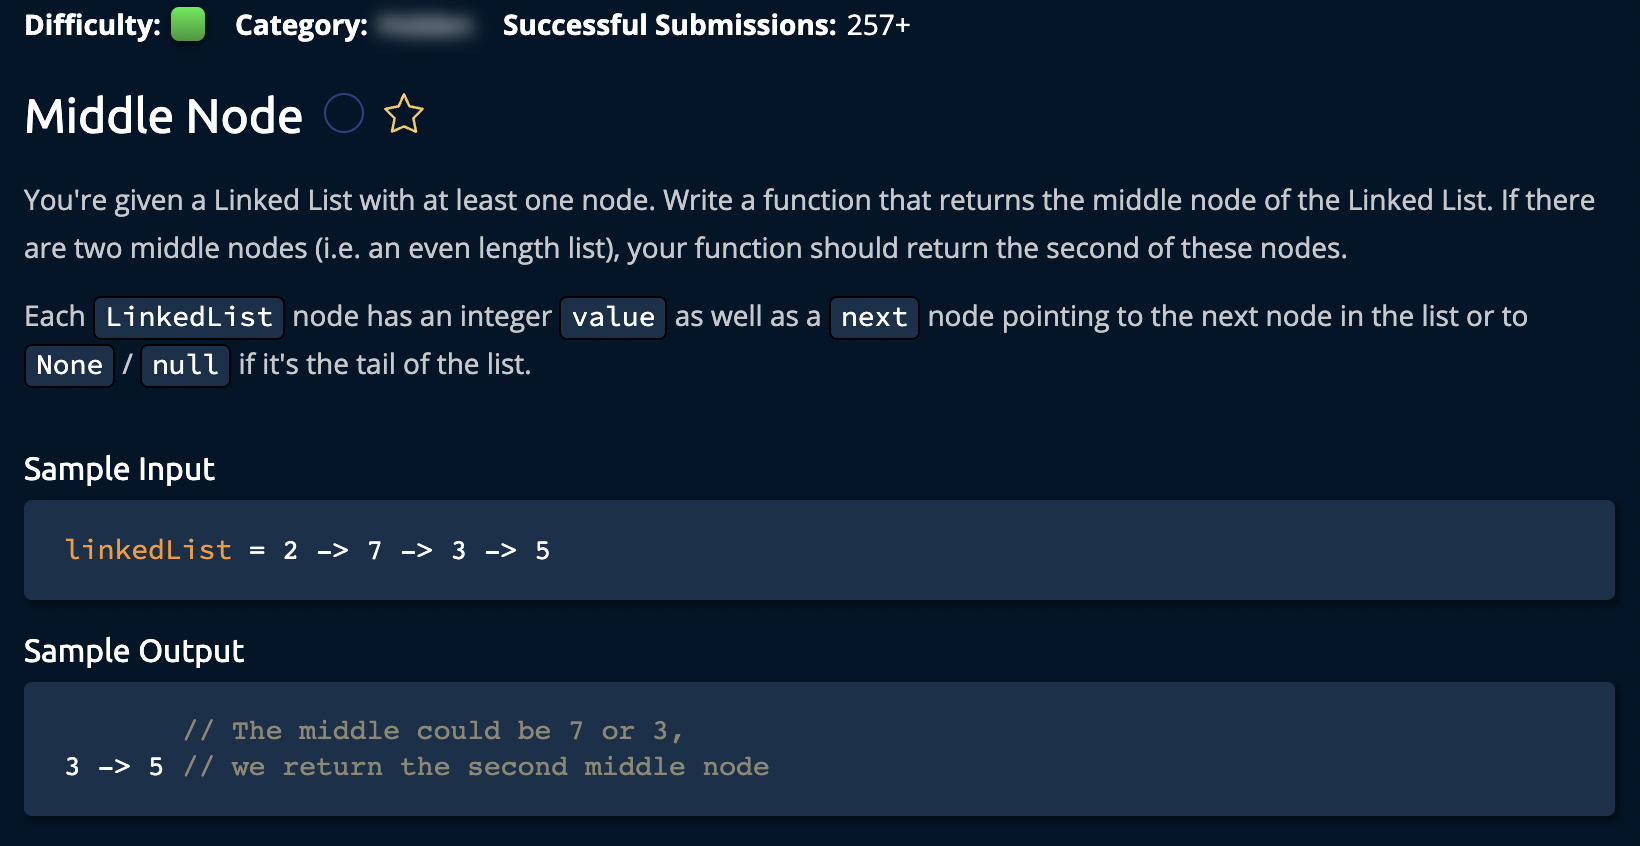 Difficulty: Category: Successful Submissions: 257+
Middle Node
You're given a Linked List with at least one node. Write a function that returns the middle node of the Linked List. If there
are two middle nodes (i.e. an even length list), your function should return the second of these nodes.
Each LinkedList node has an integer value as well as a next node pointing to the next node in the list or to
None / null if it's the tail of the list.
Sample Input
linkedList = 2 -> 7 -> 3 -> 5
Sample Output
// The middle could be 7 or 3,
3 -> 5 // we return the second middle node